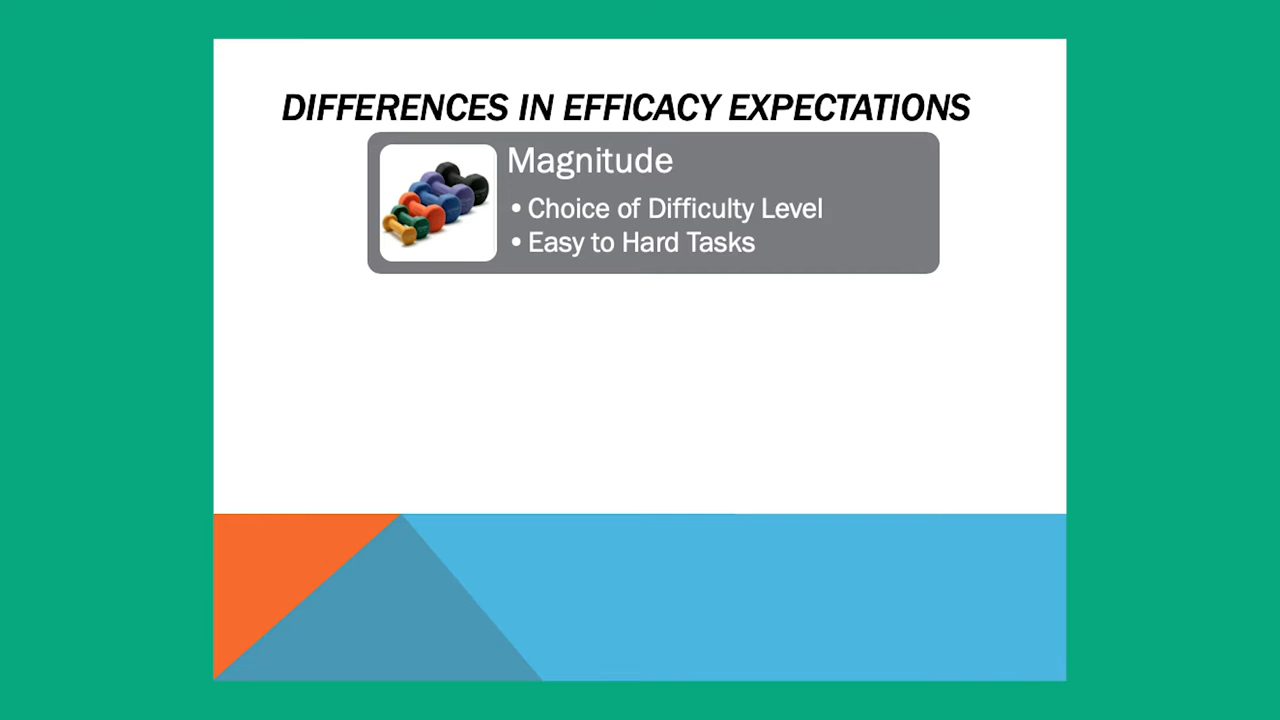 DIFFERENCES IN EFFICACY EXPECTATIONS
Magnitude
• Choice of Difficulty Level
• Easy to Hard Tasks